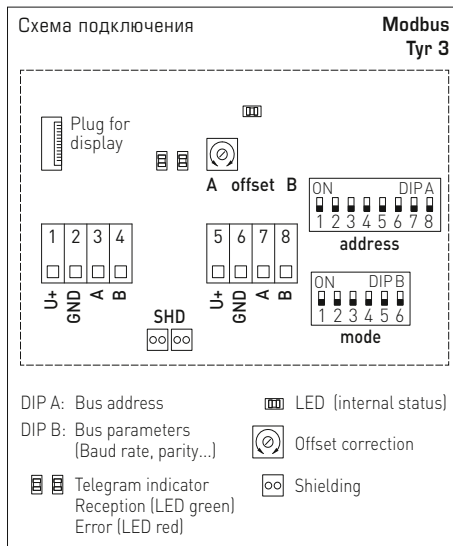 Схема подключения
Modbus
Tyr 3
Plug for
display
A offset B
ON DIP A
1 2 3 4 5 6 7 8
address
1 2 3 4
U+ GND A B
5 6 7 8
U+ GND A B
SHD
ON DIP B
1 2 3 4 5 6
mode
DIP A: Bus address
DIP B: Bus parameters
(Baud rate, parity...)
Telegram indicator
Reception (LED green)
Error (LED red)
LED (internal status)
Offset correction
Shielding